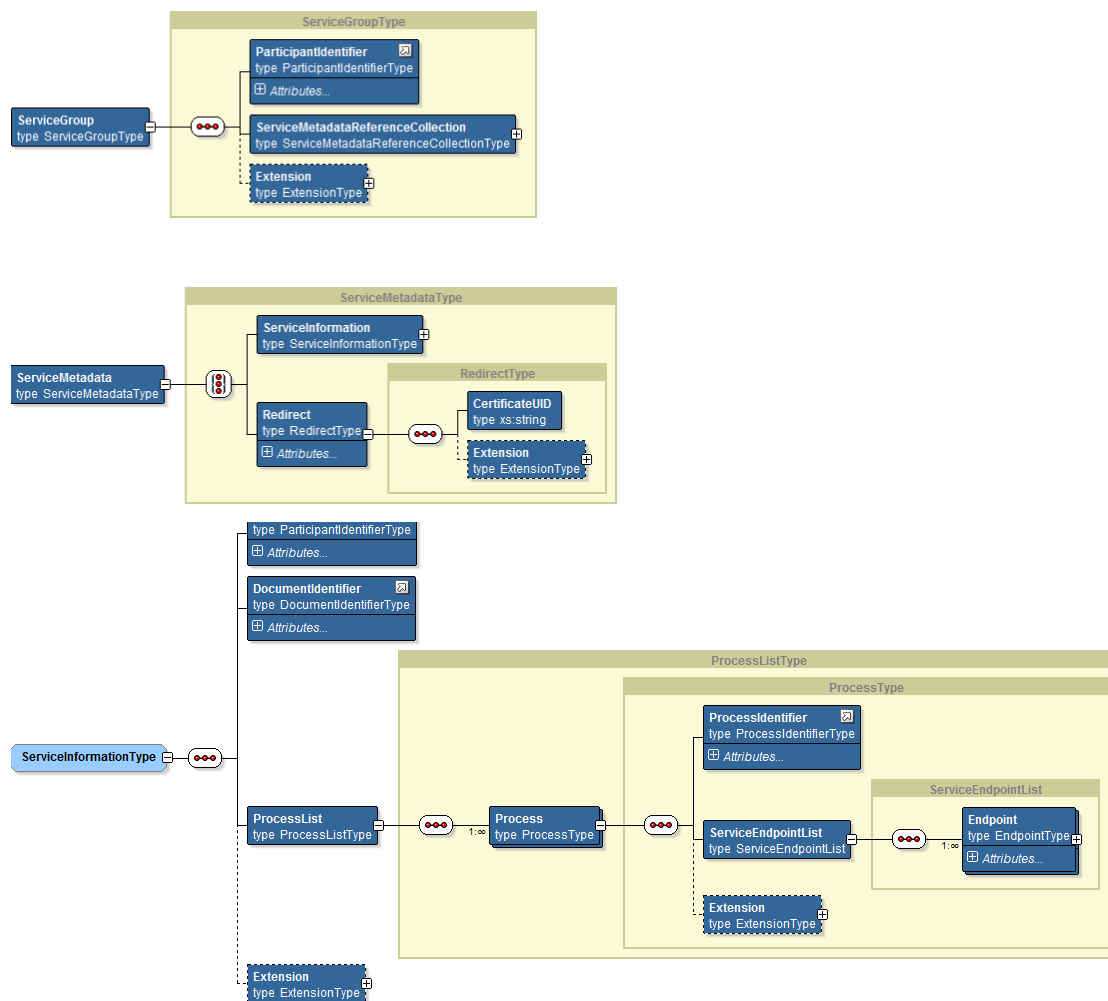 ServiceGroupType
ParticipantIdentifier
type ParticipantIdentifierType
Attributes...
ServiceGroup
type ServiceGroupType
ServiceMetadataReferenceCollection
type ServiceMetadataReferenceCollectionType
Extension
type ExtensionType
ServiceMetadataType
ServiceInformation
type ServiceInformationType
ServiceMetadata
type ServiceMetadataType
RedirectType
Redirect
type RedirectType
Attributes...
CertificateUID
type xs:string
Extension
type ExtensionType
type ParticipantIdentifierType
Attributes...
DocumentIdentifier
type DocumentIdentifierType
Attributes...
ProcessListType
ProcessType
ProcessIdentifier
type ProcessIdentifierType
Attributes...
ServiceInformationType
ServiceEndpointList
ProcessList
type ProcessListType
1:∞
Process
type ProcessType
ServiceEndpointList
type ServiceEndpointList
1:∞
Endpoint
type EndpointType
Attributes...
Extension
type ExtensionType
Extension
type ExtensionType